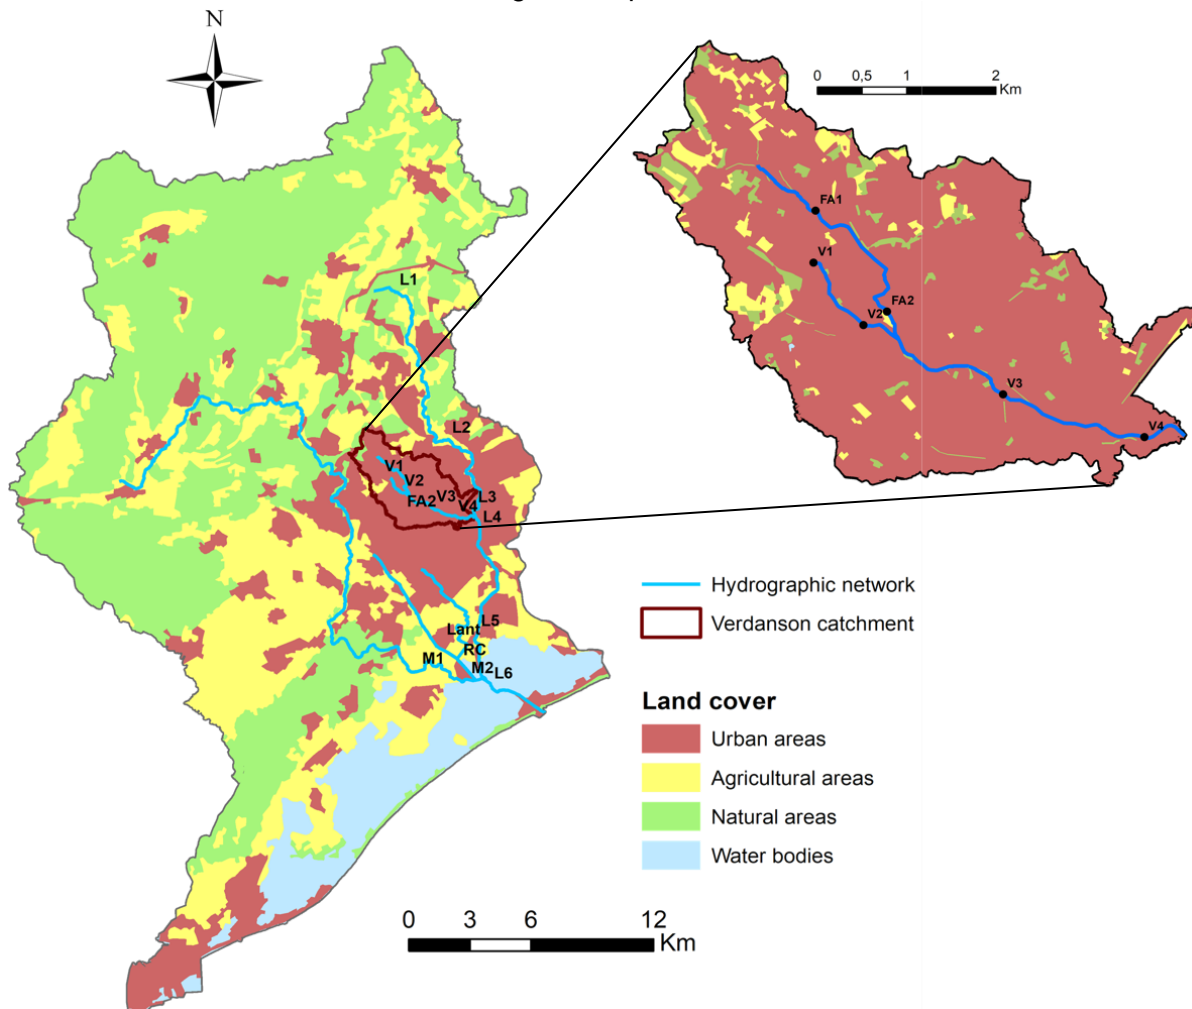 N
0 0,5 1 2
Km
FA1
V1
FA2
V2
V3
V4
L1
L2
V1
V2
FA2
V3
V4
L3
L4
L5
Lant
RC
M1
M2
L6
Hydrographic network
Verdanson catchment
Land cover
Urban areas
Agricultural areas
Natural areas
Water bodies
0 3 6 12
Km